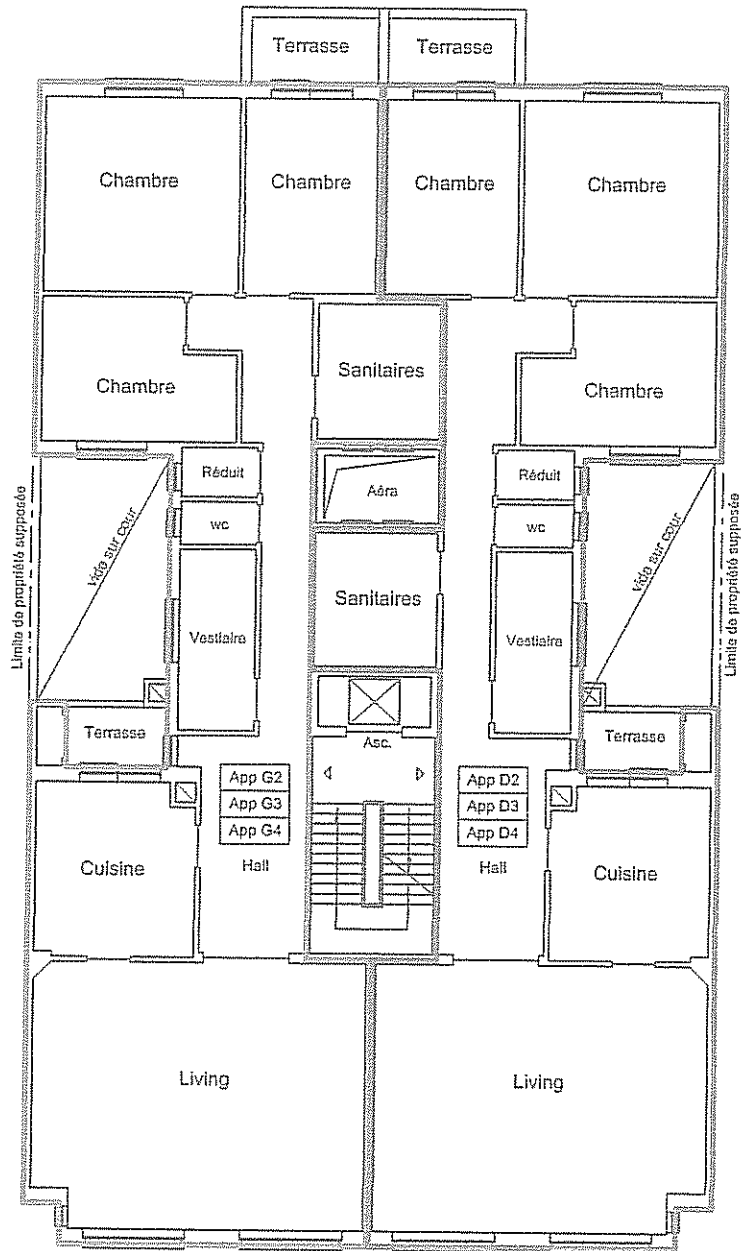 Terrasse
Terrasse
Chambre
Chambre
Chambre
Chambre
Chambre
Sanitaires
Chambre
Réduit
Aéra
Réduit
wc
wc
Limite de propriété supposée
vide sur cour
Vestiaire
Sanitaires
Vestiaire
vide sur cour
Limite de propriété supposée
Terrasse
Asc.
Terrasse
App G2
App G3
App G4
Hall
App D2
App D3
App D4
Hall
Cuisine
Cuisine
Living
Living